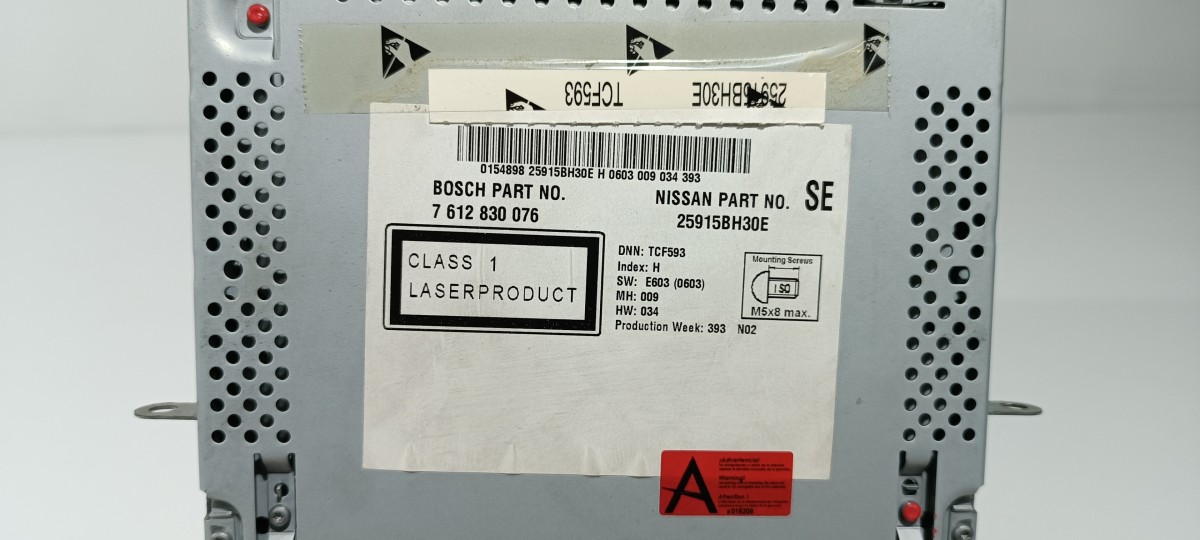 25915BH30E TCF593
0154898 25915BH30E H 0603 009 034 393
BOSCH PART NO.
7 612 830 076
NISSAN PART NO. SE
25915BH30E
CLASS 1
LASERPRODUCT
DNN: TCF593
Index: H
SW: E603 (0603)
MH: 009
HW: 034
Production Week: 393 N02
Mounting Screws
ISO
M5x8 max.
A
¡Advertencia!
Warning!
Attention !